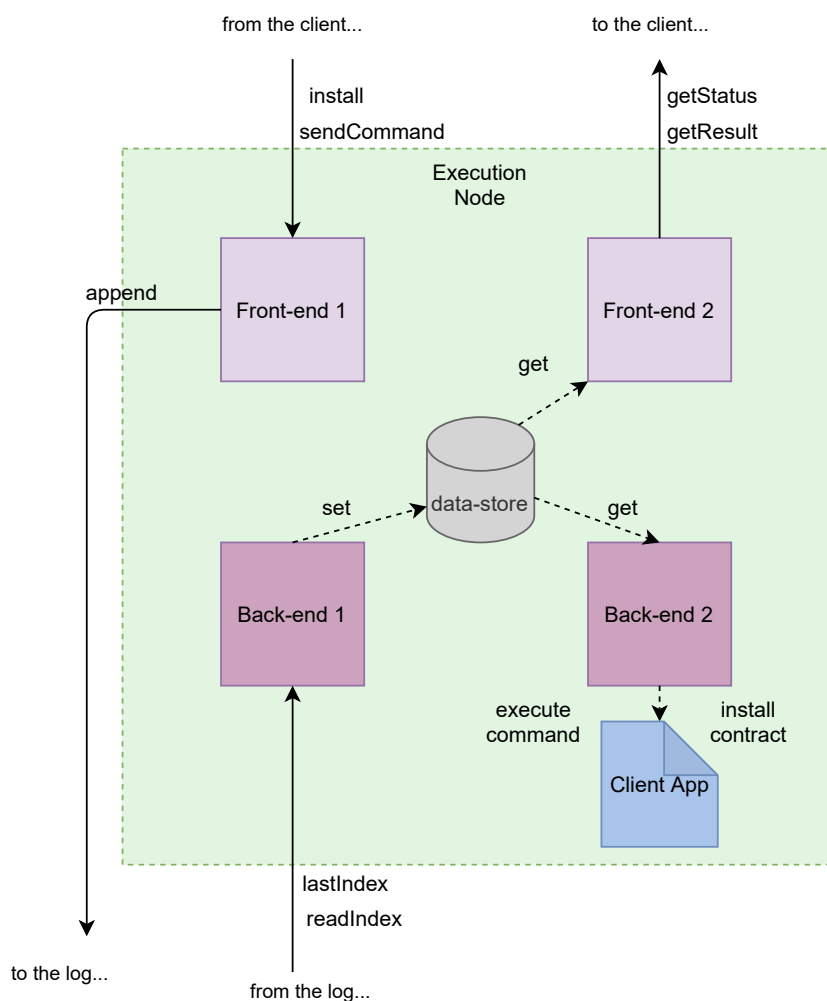 from the client...
to the client...
install
getStatus
sendCommand
getResult
Execution
Node
append
Front-end 1
Front-end 2
get
data-store
set
get
Back-end 1
Back-end 2
execute
command
install
contract
Client App
lastIndex
readIndex
to the log...
from the log...